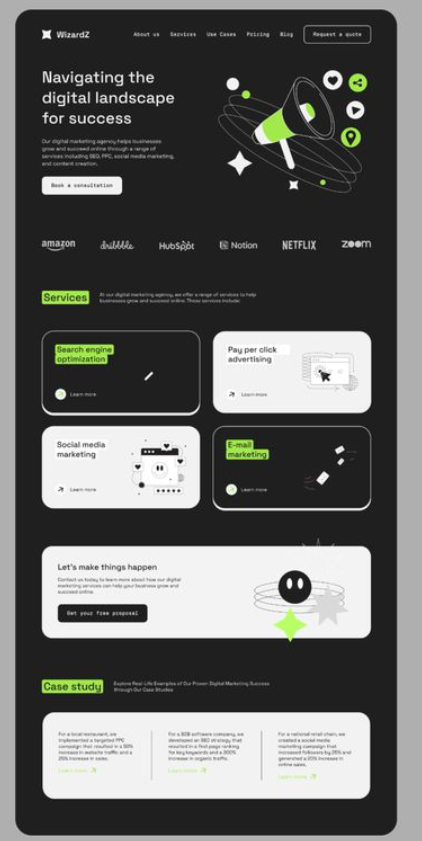 WizardZ
About us Services Use Cases Pricing Blog Request a quote
Navigating the
digital landscape
for success
Our digital marketing agency helps businesses
grow and succeed online through a range of
services including SEO, PPC, social media marketing,
and content creation.
Book a consultation
amazon dribbble HubSpot Notion NETFLIX zoom
Services
At our digital marketing agency, we offer a range of services to help
businesses grow and succeed online. These services include:
Search engine
optimization
Learn more
Pay per click
advertising
Learn more
Social media
marketing
Learn more
E-mail
marketing
Learn more
Let's make things happen
Contact us today to learn more about how our digital
marketing services can help your business grow and
succeed online.
Get your free proposal
Case study
Explore Real-Life Examples of Our Proven Digital Marketing Success
through Our Case Studies
For a local restaurant, we
implemented a targeted PPC
campaign that resulted in a 50%
increase in website traffic and a
25% increase in sales.
Learn more
For a B2B software company, we
developed an SEO strategy that
resulted in a first page ranking
for key keywords and a 200%
increase in organic traffic.
Learn more
For a national retail chain, we
created a social media
marketing campaign that
increased followers by 25% and
generated a 20% increase in
online sales.
Learn more